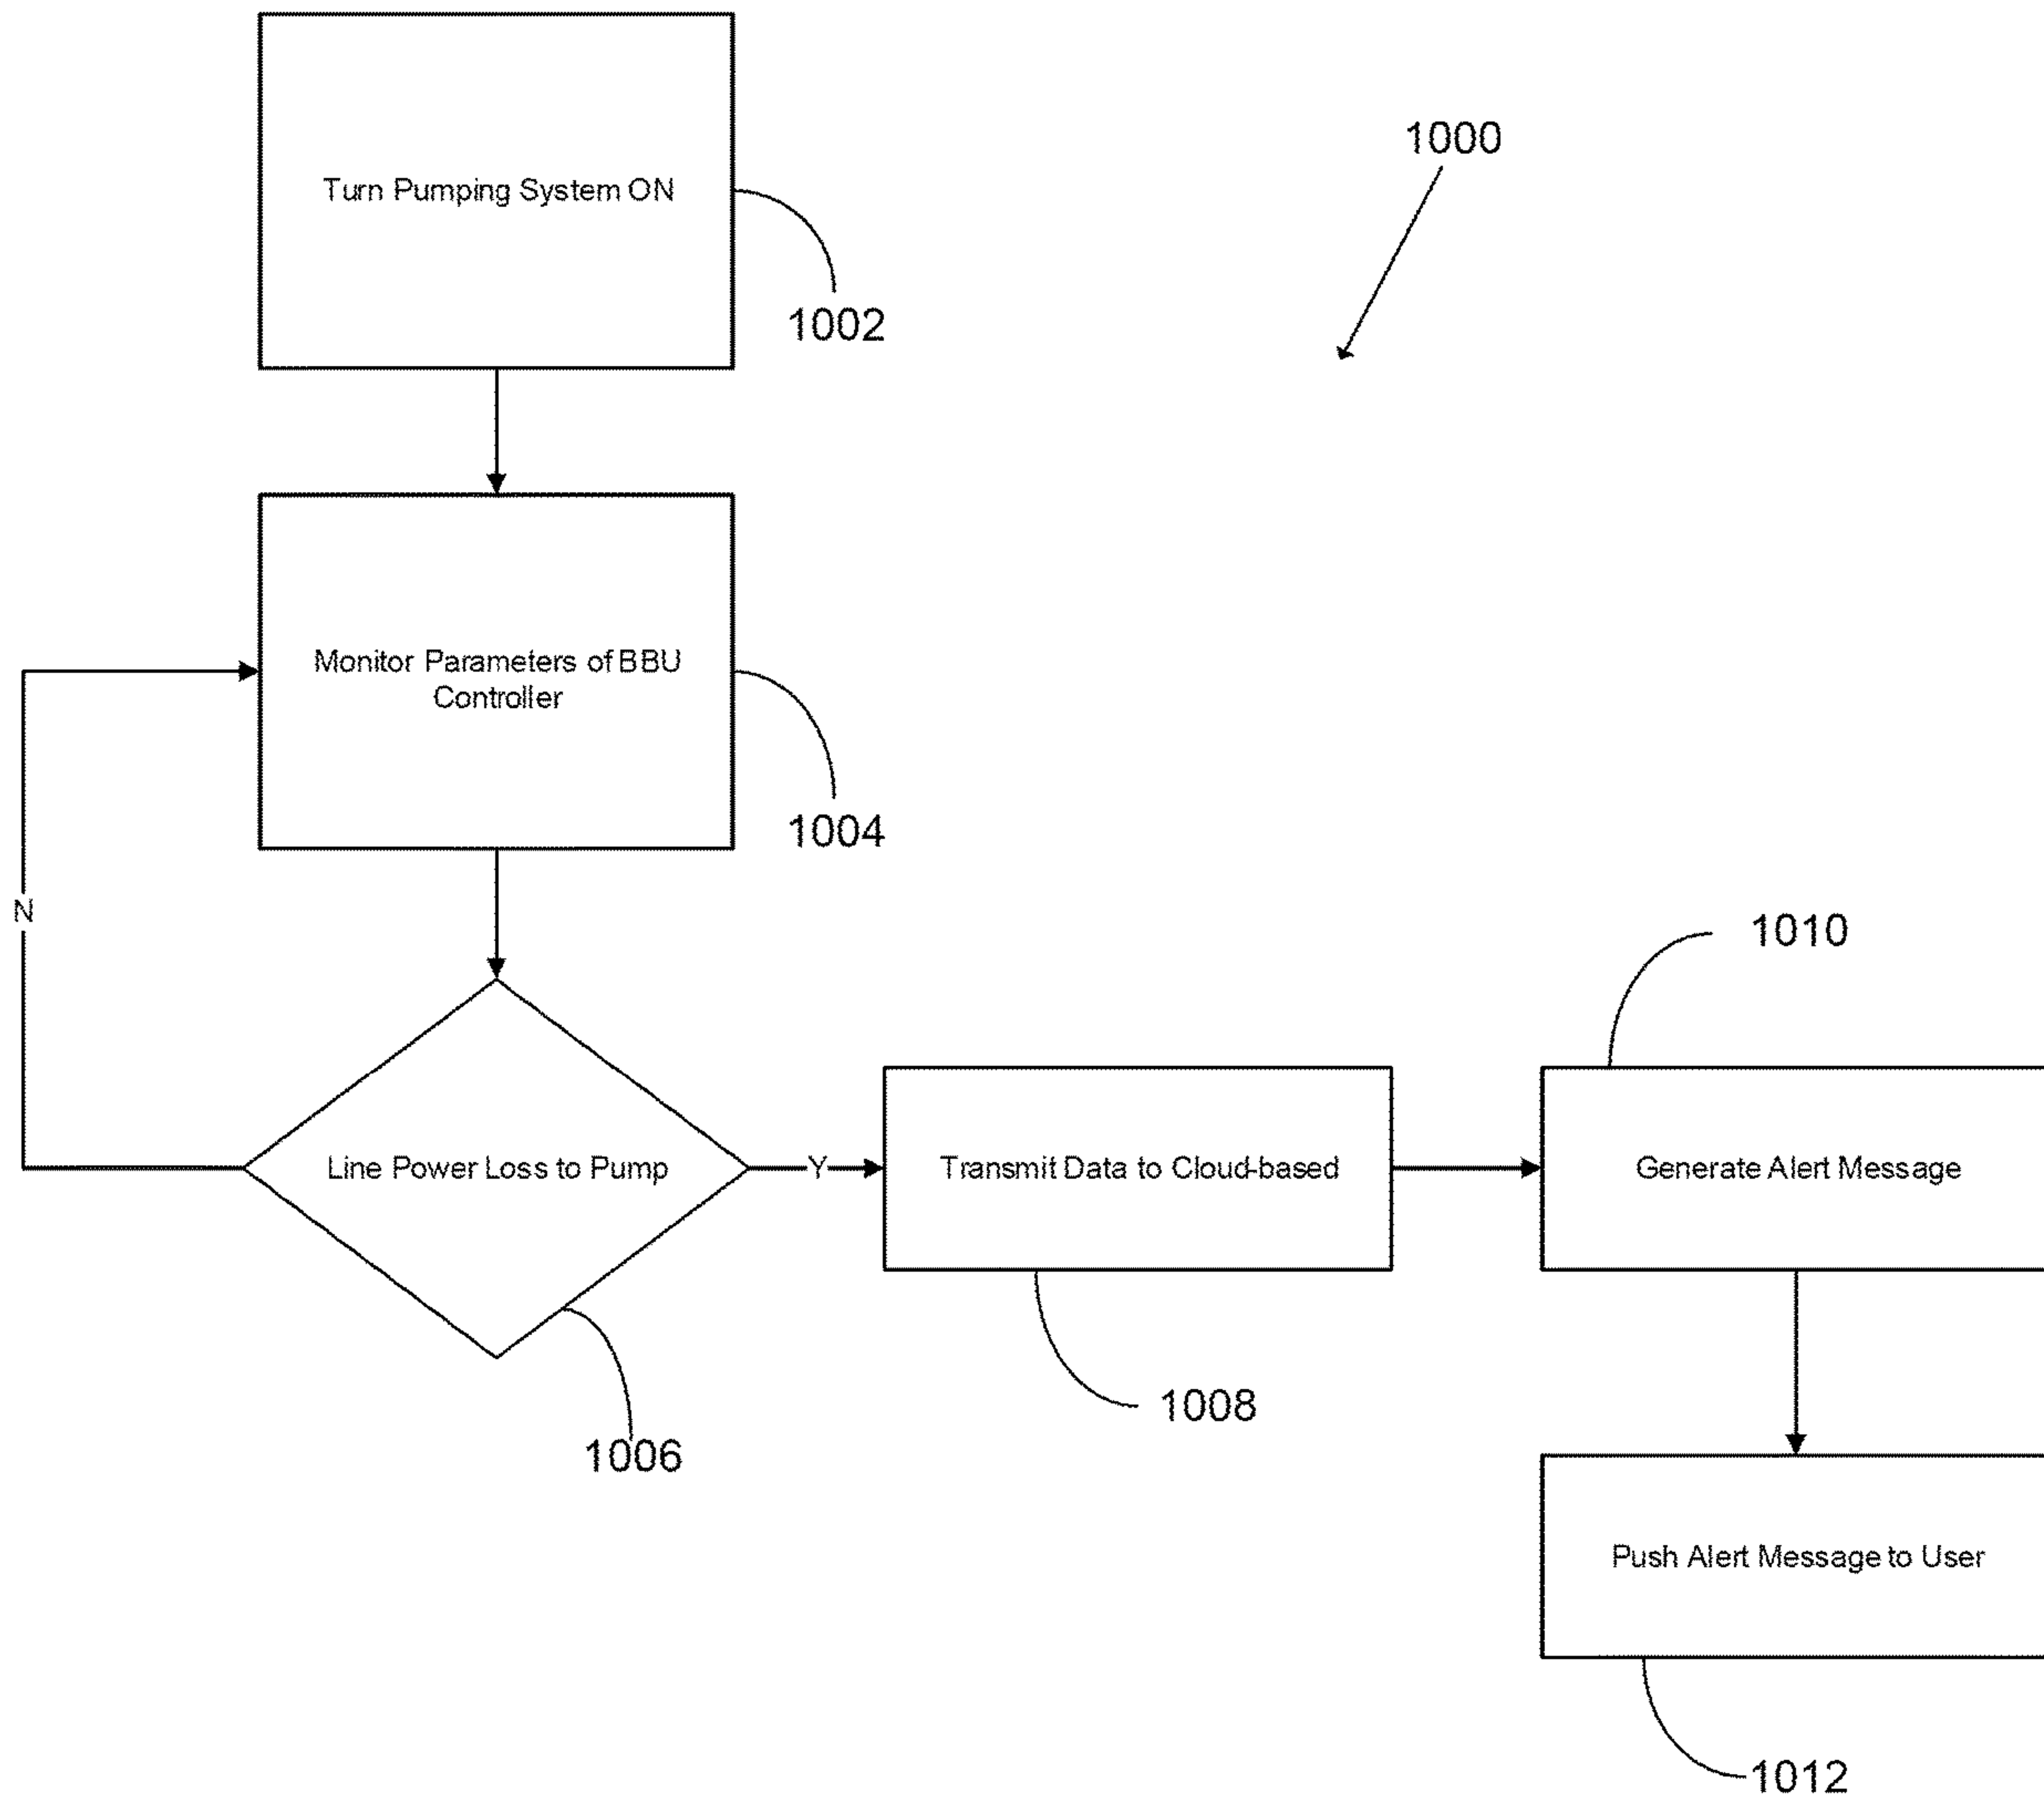 Turn Pumping System ON
1000
1002
Monitor Parameters of BBU
Controller
1004
N
1010
Line Power Loss to Pump
Y
Transmit Data to Cloud-based
Generate Alert Message
1008
1006
Push Alert Message to User
1012